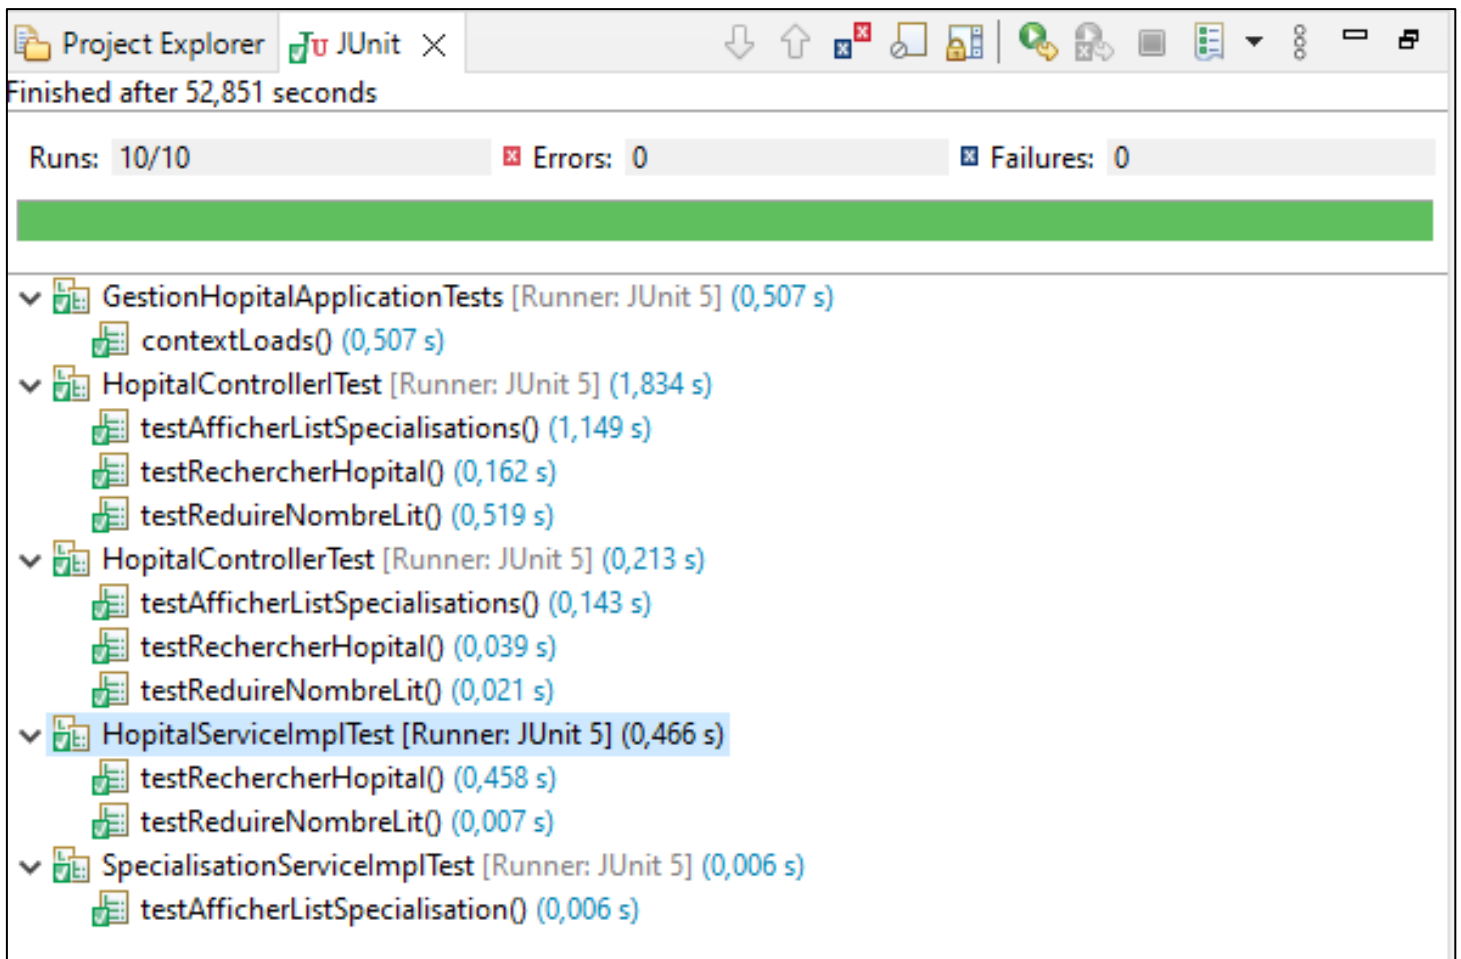 Project Explorer JUnit
Finished after 52,851 seconds
Runs: 10/10 Errors: 0 Failures: 0
GestionHopitalApplicationTests [Runner: JUnit 5] (0,507 s)
contextLoads() (0,507 s)
HopitalControllerITest [Runner: JUnit 5] (1,834 s)
testAfficherListSpecialisations() (1,149 s)
testRechercherHopital() (0,162 s)
testReduireNombreLit() (0,519 s)
HopitalControllerTest [Runner: JUnit 5] (0,213 s)
testAfficherListSpecialisations() (0,143 s)
testRechercherHopital() (0,039 s)
testReduireNombreLit() (0,021 s)
HopitalServiceImplTest [Runner: JUnit 5] (0,466 s)
testRechercherHopital() (0,458 s)
testReduireNombreLit() (0,007 s)
SpecialisationServiceImplTest [Runner: JUnit 5] (0,006 s)
testAfficherListSpecialisation() (0,006 s)